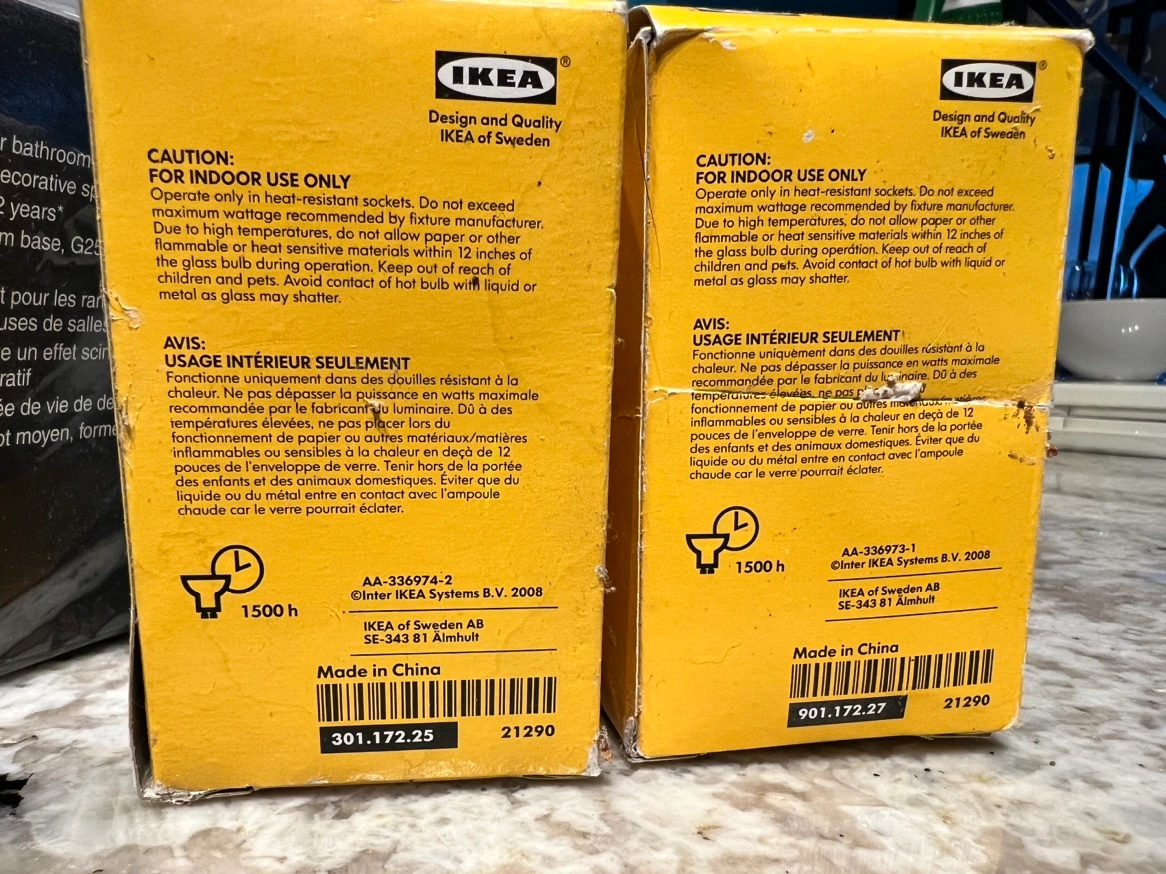 r bathroom
ecorative sp
2 years*
m base, G25
t pour les ran
uses de salles
e un effet scin
ratif
ée de vie de de
ot moyen, forme
IKEA®
Design and Quality
IKEA of Sweden
CAUTION:
FOR INDOOR USE ONLY
Operate only in heat-resistant sockets. Do not exceed
maximum wattage recommended by fixture manufacturer.
Due to high temperatures, do not allow paper or other
flammable or heat sensitive materials within 12 inches of
the glass bulb during operation. Keep out of reach of
children and pets. Avoid contact of hot bulb with liquid or
metal as glass may shatter.
AVIS:
USAGE INTÉRIEUR SEULEMENT
Fonctionne uniquement dans des douilles résistant à la
chaleur. Ne pas dépasser la puissance en watts maximale
recommandée par le fabricant du luminaire. Dû à des
températures élevées, ne pas placer lors du
fonctionnement de papier ou autres matériaux/matières
inflammables ou sensibles à la chaleur en deçà de 12
pouces de l'enveloppe de verre. Tenir hors de la portée
des enfants et des animaux domestiques. Éviter que du
liquide ou du métal entre en contact avec l'ampoule
chaude car le verre pourrait éclater.
1500 h
AA-336974-2
©Inter IKEA Systems B.V. 2008
IKEA of Sweden AB
SE-343 81 Älmhult
Made in China
301.172.25
21290
IKEA®
Design and Quality
IKEA of Sweden
CAUTION:
FOR INDOOR USE ONLY
Operate only in heat-resistant sockets. Do not exceed
maximum wattage recommended by fixture manufacturer.
Due to high temperatures, do not allow paper or other
flammable or heat sensitive materials within 12 inches of
the glass bulb during operation. Keep out of reach of
children and pets. Avoid contact of hot bulb with liquid or
metal as glass may shatter.
AVIS:
USAGE INTÉRIEUR SEULEMENT
Fonctionne uniquement dans des douilles résistant à la
chaleur. Ne pas dépasser la puissance en watts maximale
recommandée par le fabricant du luminaire. Dû à des
températures élevées, ne pas
fonctionnement de papier ou autres matériaux/matières
inflammables ou sensibles à la chaleur en deçà de 12
pouces de l'enveloppe de verre. Tenir hors de la portée
des enfants et des animaux domestiques. Éviter que du
liquide ou du métal entre en contact avec l'ampoule
chaude car le verre pourrait éclater.
1500 h
AA-336973-1
©Inter IKEA Systems B.V. 2008
IKEA of Sweden AB
SE-343 81 Älmhult
Made in China
901.172.27
21290